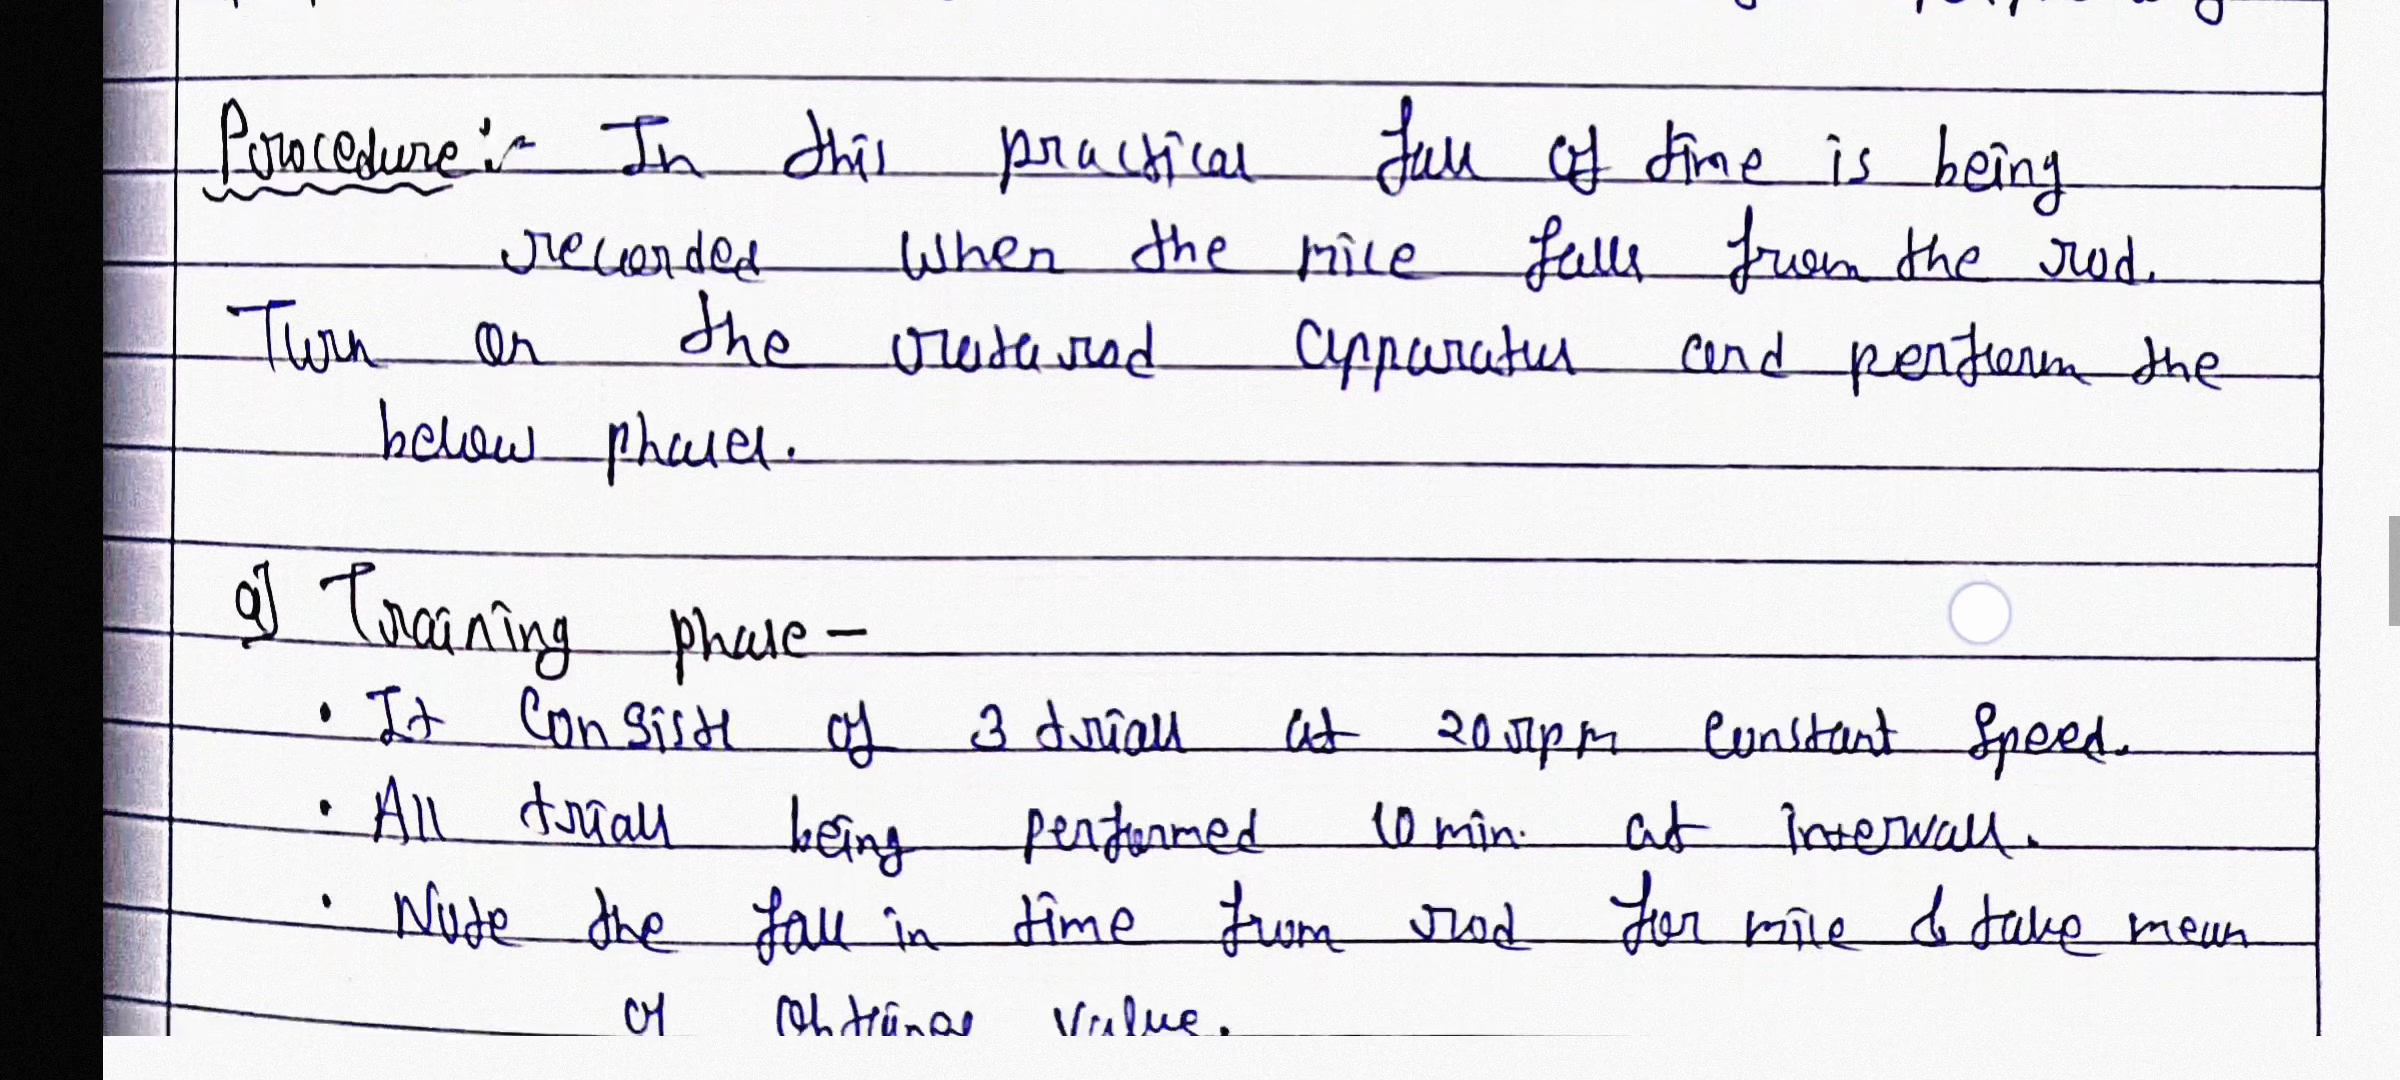 Procedure :- In this practical fall of time is being
recorded when the mice falls from the rod.
Turn on the rotarod apparatus and perform the
below phases.
a) Training phase -
• It consists of 3 trials at 20 rpm constant speed.
• All trials being performed 10 min. at intervals.
• Note the fall in time from rod for mice & take mean
of obtained value.